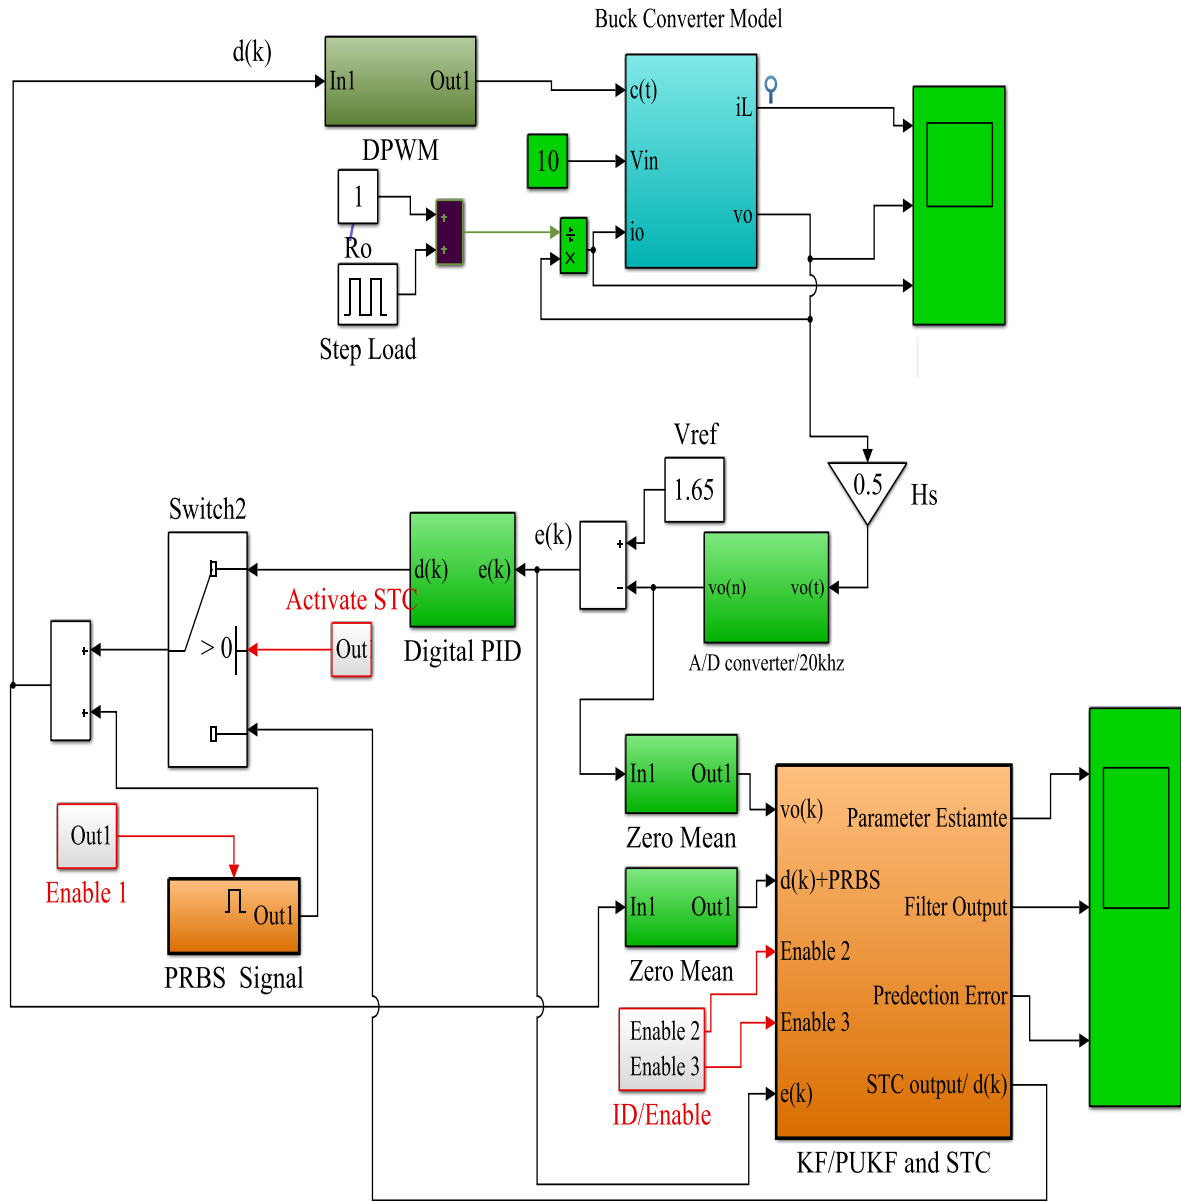 Buck Converter Model
d(k)
In1
Out1
DPWM
c(t)
iL
10
Vin
vo
io
1
Ro
+
+
÷
×
Step Load
Vref
1.65
0.5
Hs
Switch2
e(k)
+
-
d(k)
e(k)
vo(n)
vo(t)
Activate STC
> 0
Out1
Digital PID
A/D converter/20khz
+
+
In1
Out1
Zero Mean
vo(k)
Parameter Estiamte
Out1
Enable 1
Out1
PRBS Signal
In1
Out1
Zero Mean
d(k)+PRBS
Filter Output
Enable 2
Predection Error
Enable 3
Enable 2
Enable 3
ID/Enable
STC output/ d(k)
e(k)
KF/PUKF and STC